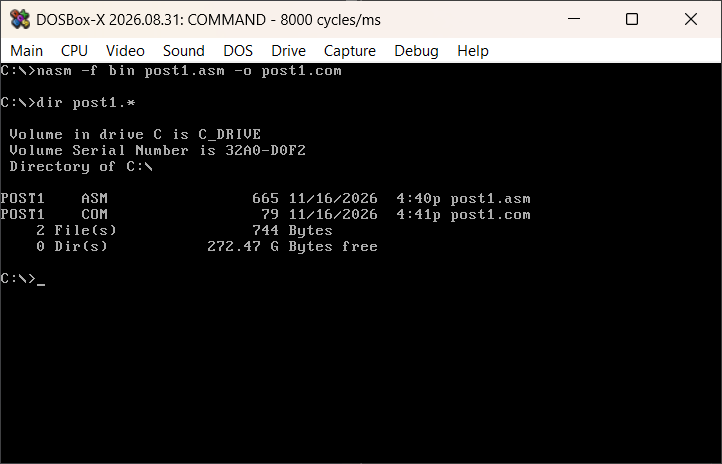 DOSBox-X 2026.08.31: COMMAND - 8000 cycles/ms
Main CPU Video Sound DOS Drive Capture Debug Help
C:\>nasm -f bin post1.asm -o post1.com
C:\>dir post1.*
Volume in drive C is C_DRIVE
Volume Serial Number is 32A0-D0F2
Directory of C:\
POST1 ASM 665 11/16/2026 4:40p post1.asm
POST1 COM 79 11/16/2026 4:41p post1.com
2 File(s) 744 Bytes
0 Dir(s) 272.47 G Bytes free
C:\>_